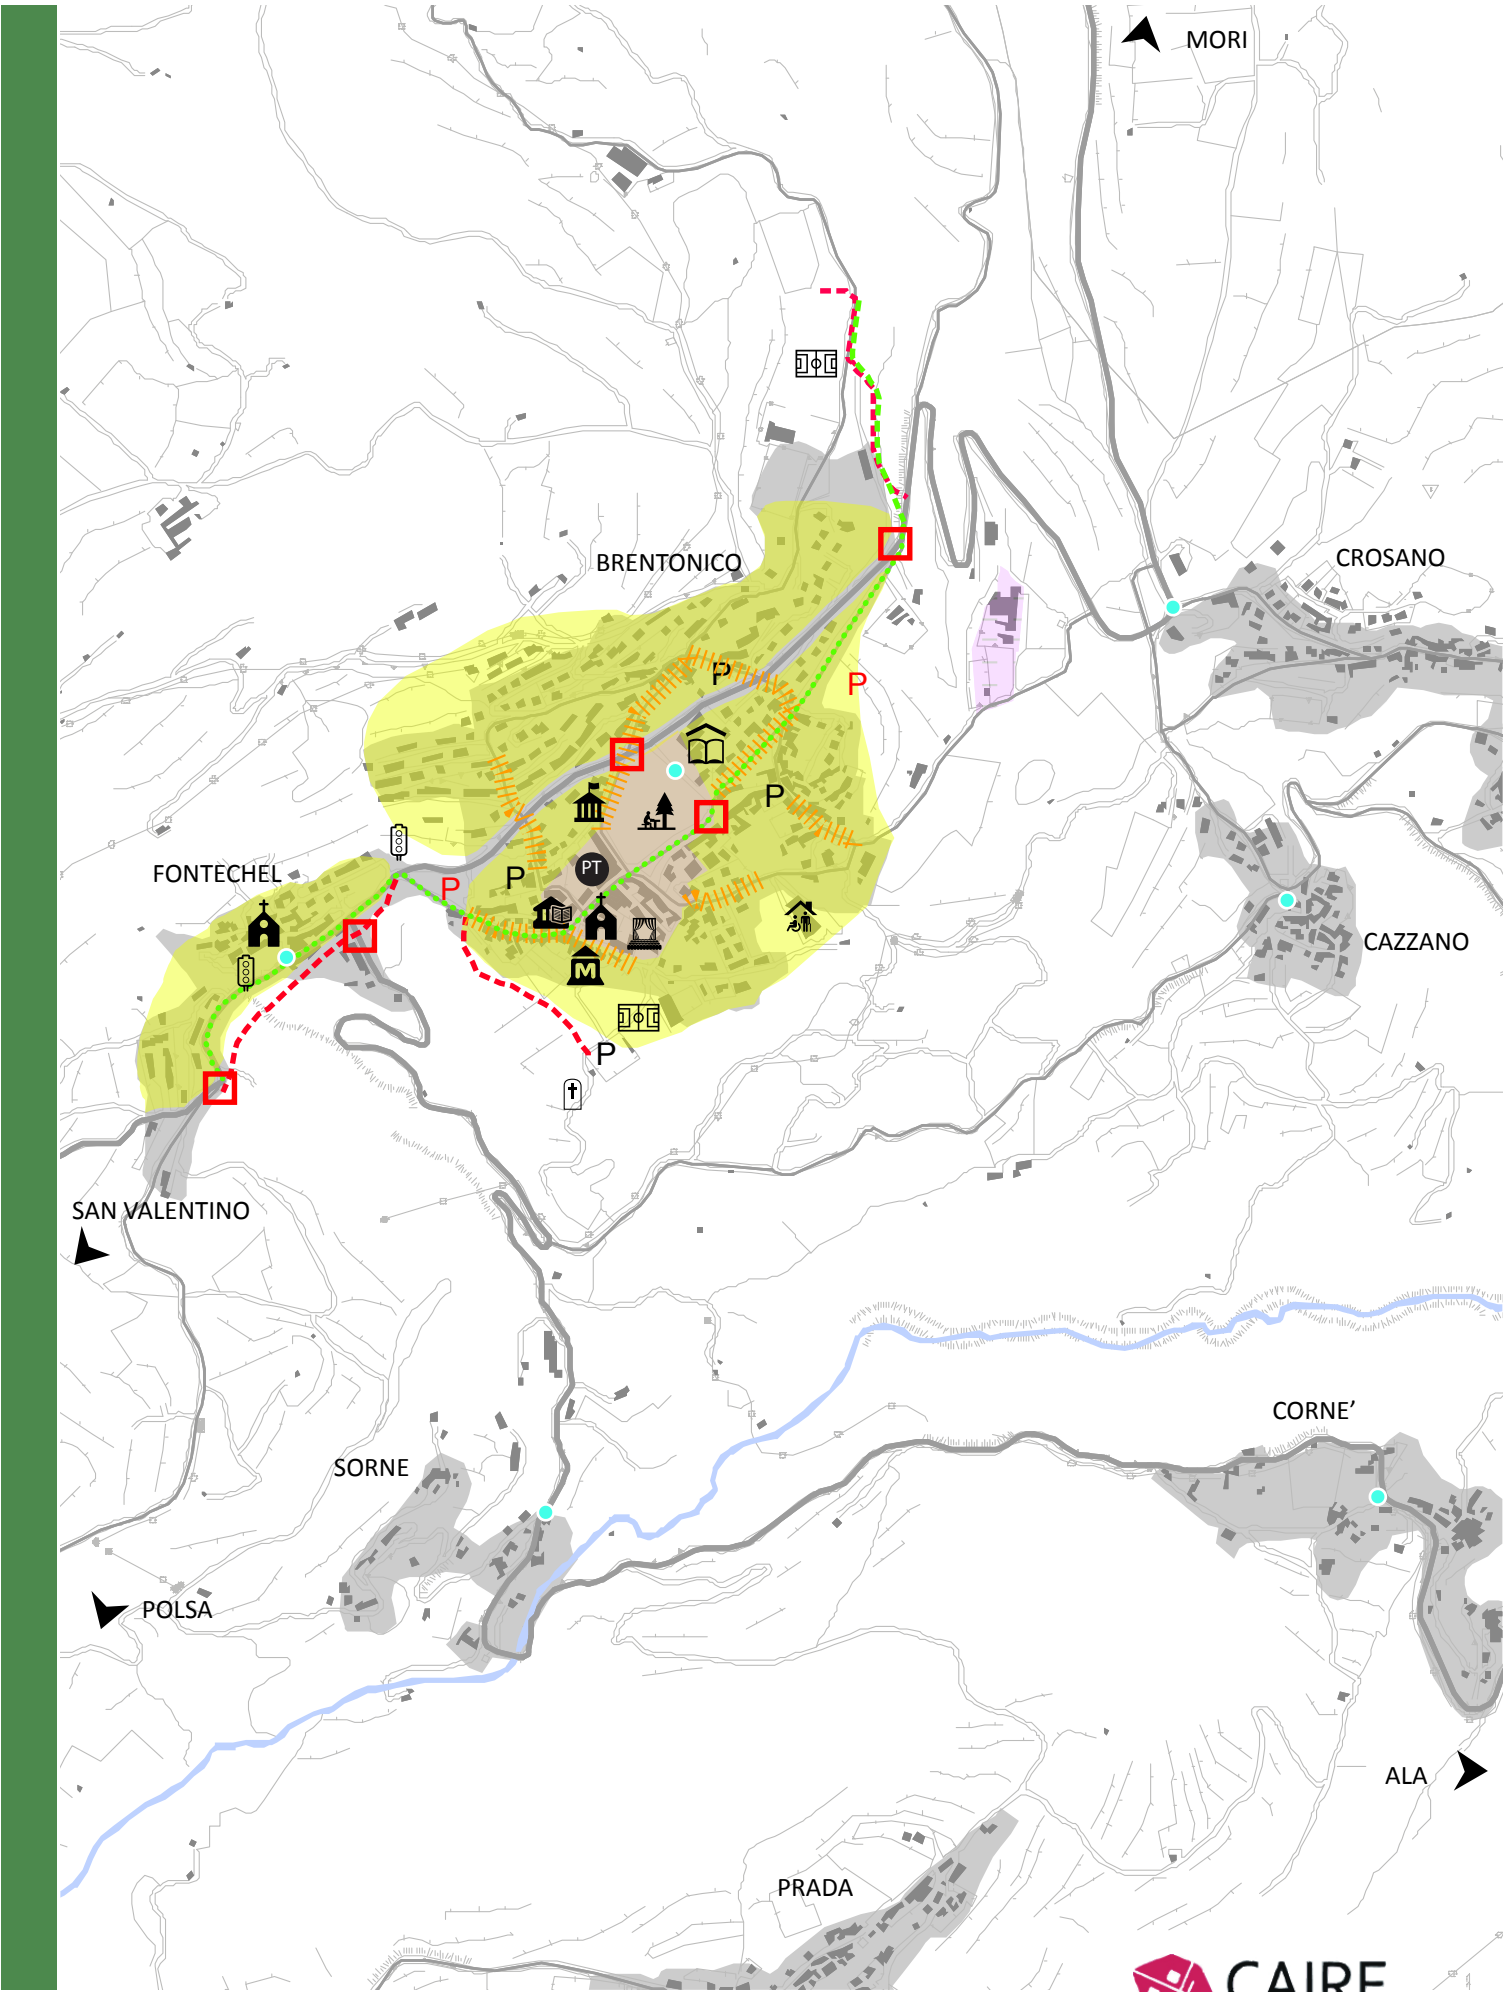 MORI
BRENTONICO
CROSANO
P
P
P
P
FONTECHEL
P
PT
P
CAZZANO
M
P
SAN VALENTINO
CORNE'
SORNE
POLSA
ALA
PRADA
CAIRE